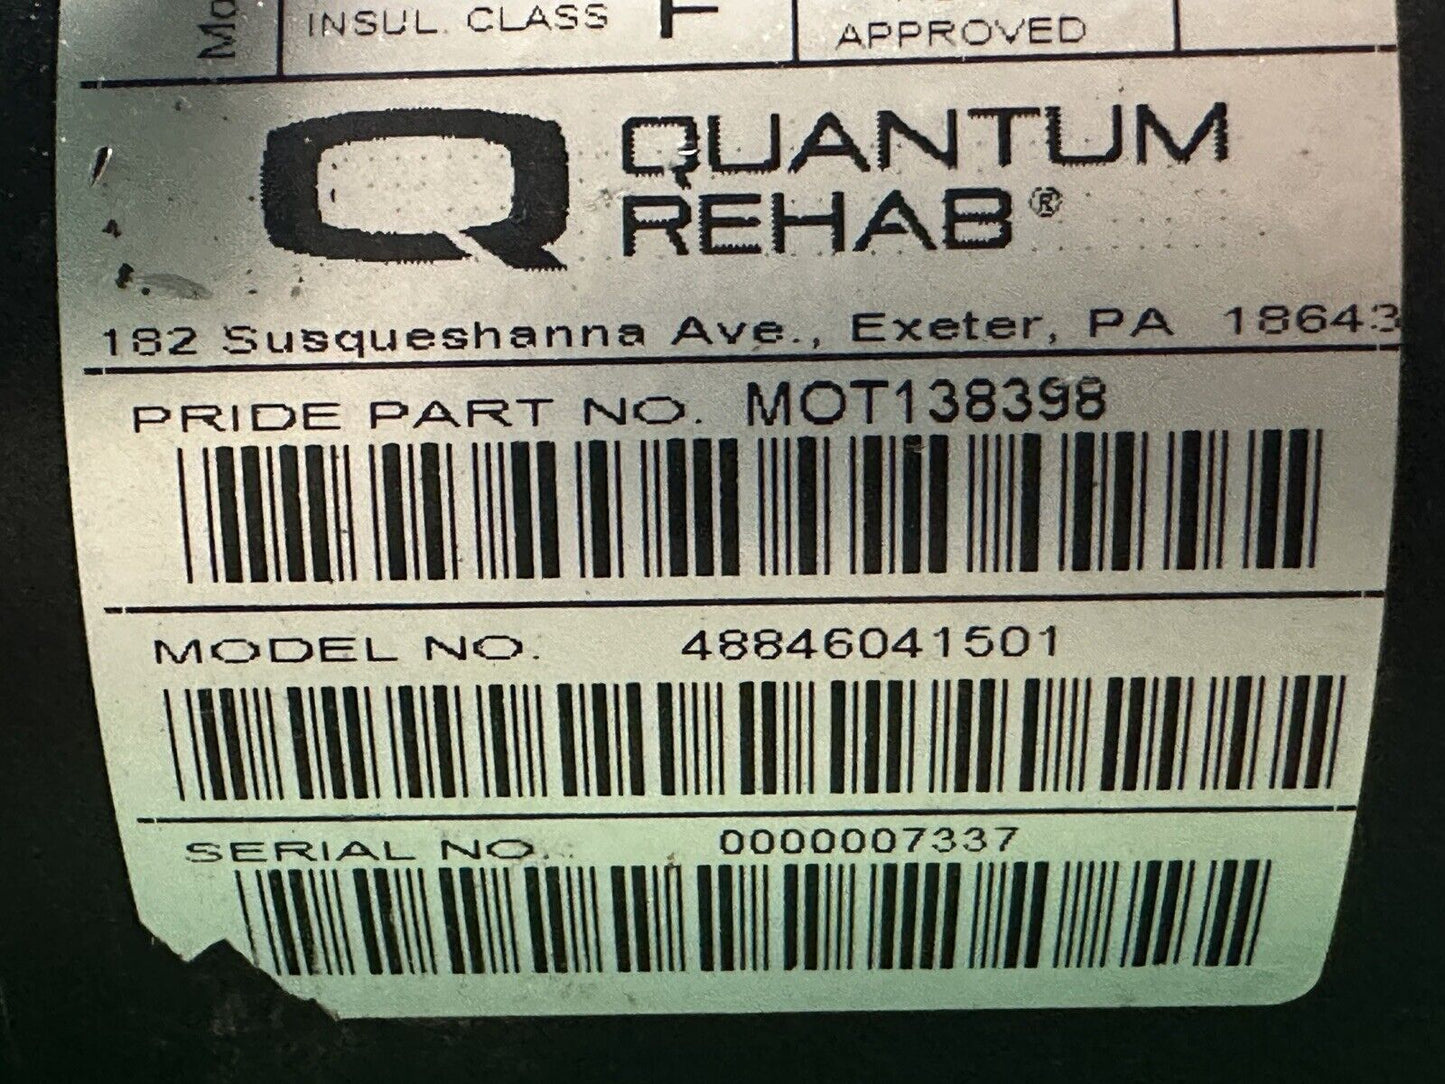 Mo
INSUL. CLASS F
APPROVED
QUANTUM
REHAB®
182 Susqueshanna Ave., Exeter, PA 18643
PRIDE PART NO. MOT138398
MODEL NO. 48846041501
SERIAL NO. 0000007337